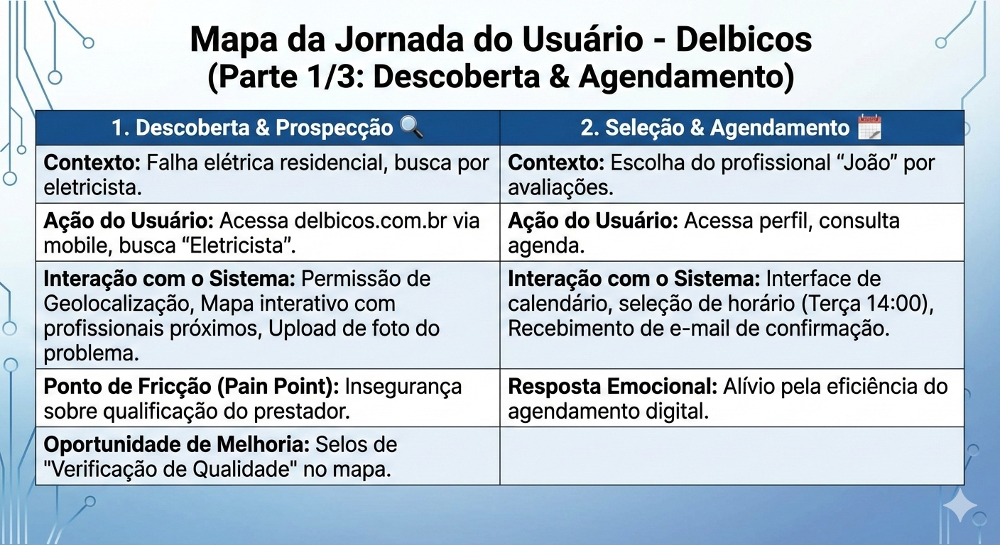 Mapa da Jornada do Usuário - Delbicos
(Parte 1/3: Descoberta & Agendamento)
1. Descoberta & Prospecção
2. Seleção & Agendamento
Contexto: Falha elétrica residencial, busca por
eletricista.
Contexto: Escolha do profissional “João” por
avaliações.
Ação do Usuário: Acessa delbicos.com.br via
mobile, busca “Eletricista”.
Ação do Usuário: Acessa perfil, consulta
agenda.
Interação com o Sistema: Permissão de
Geolocalização, Mapa interativo com
profissionais próximos, Upload de foto do
problema.
Interação com o Sistema: Interface de
calendário, seleção de horário (Terça 14:00),
Recebimento de e-mail de confirmação.
Ponto de Fricção (Pain Point): Insegurança
sobre qualificação do prestador.
Resposta Emocional: Alívio pela eficiência do
agendamento digital.
Oportunidade de Melhoria: Selos de
"Verificação de Qualidade" no mapa.